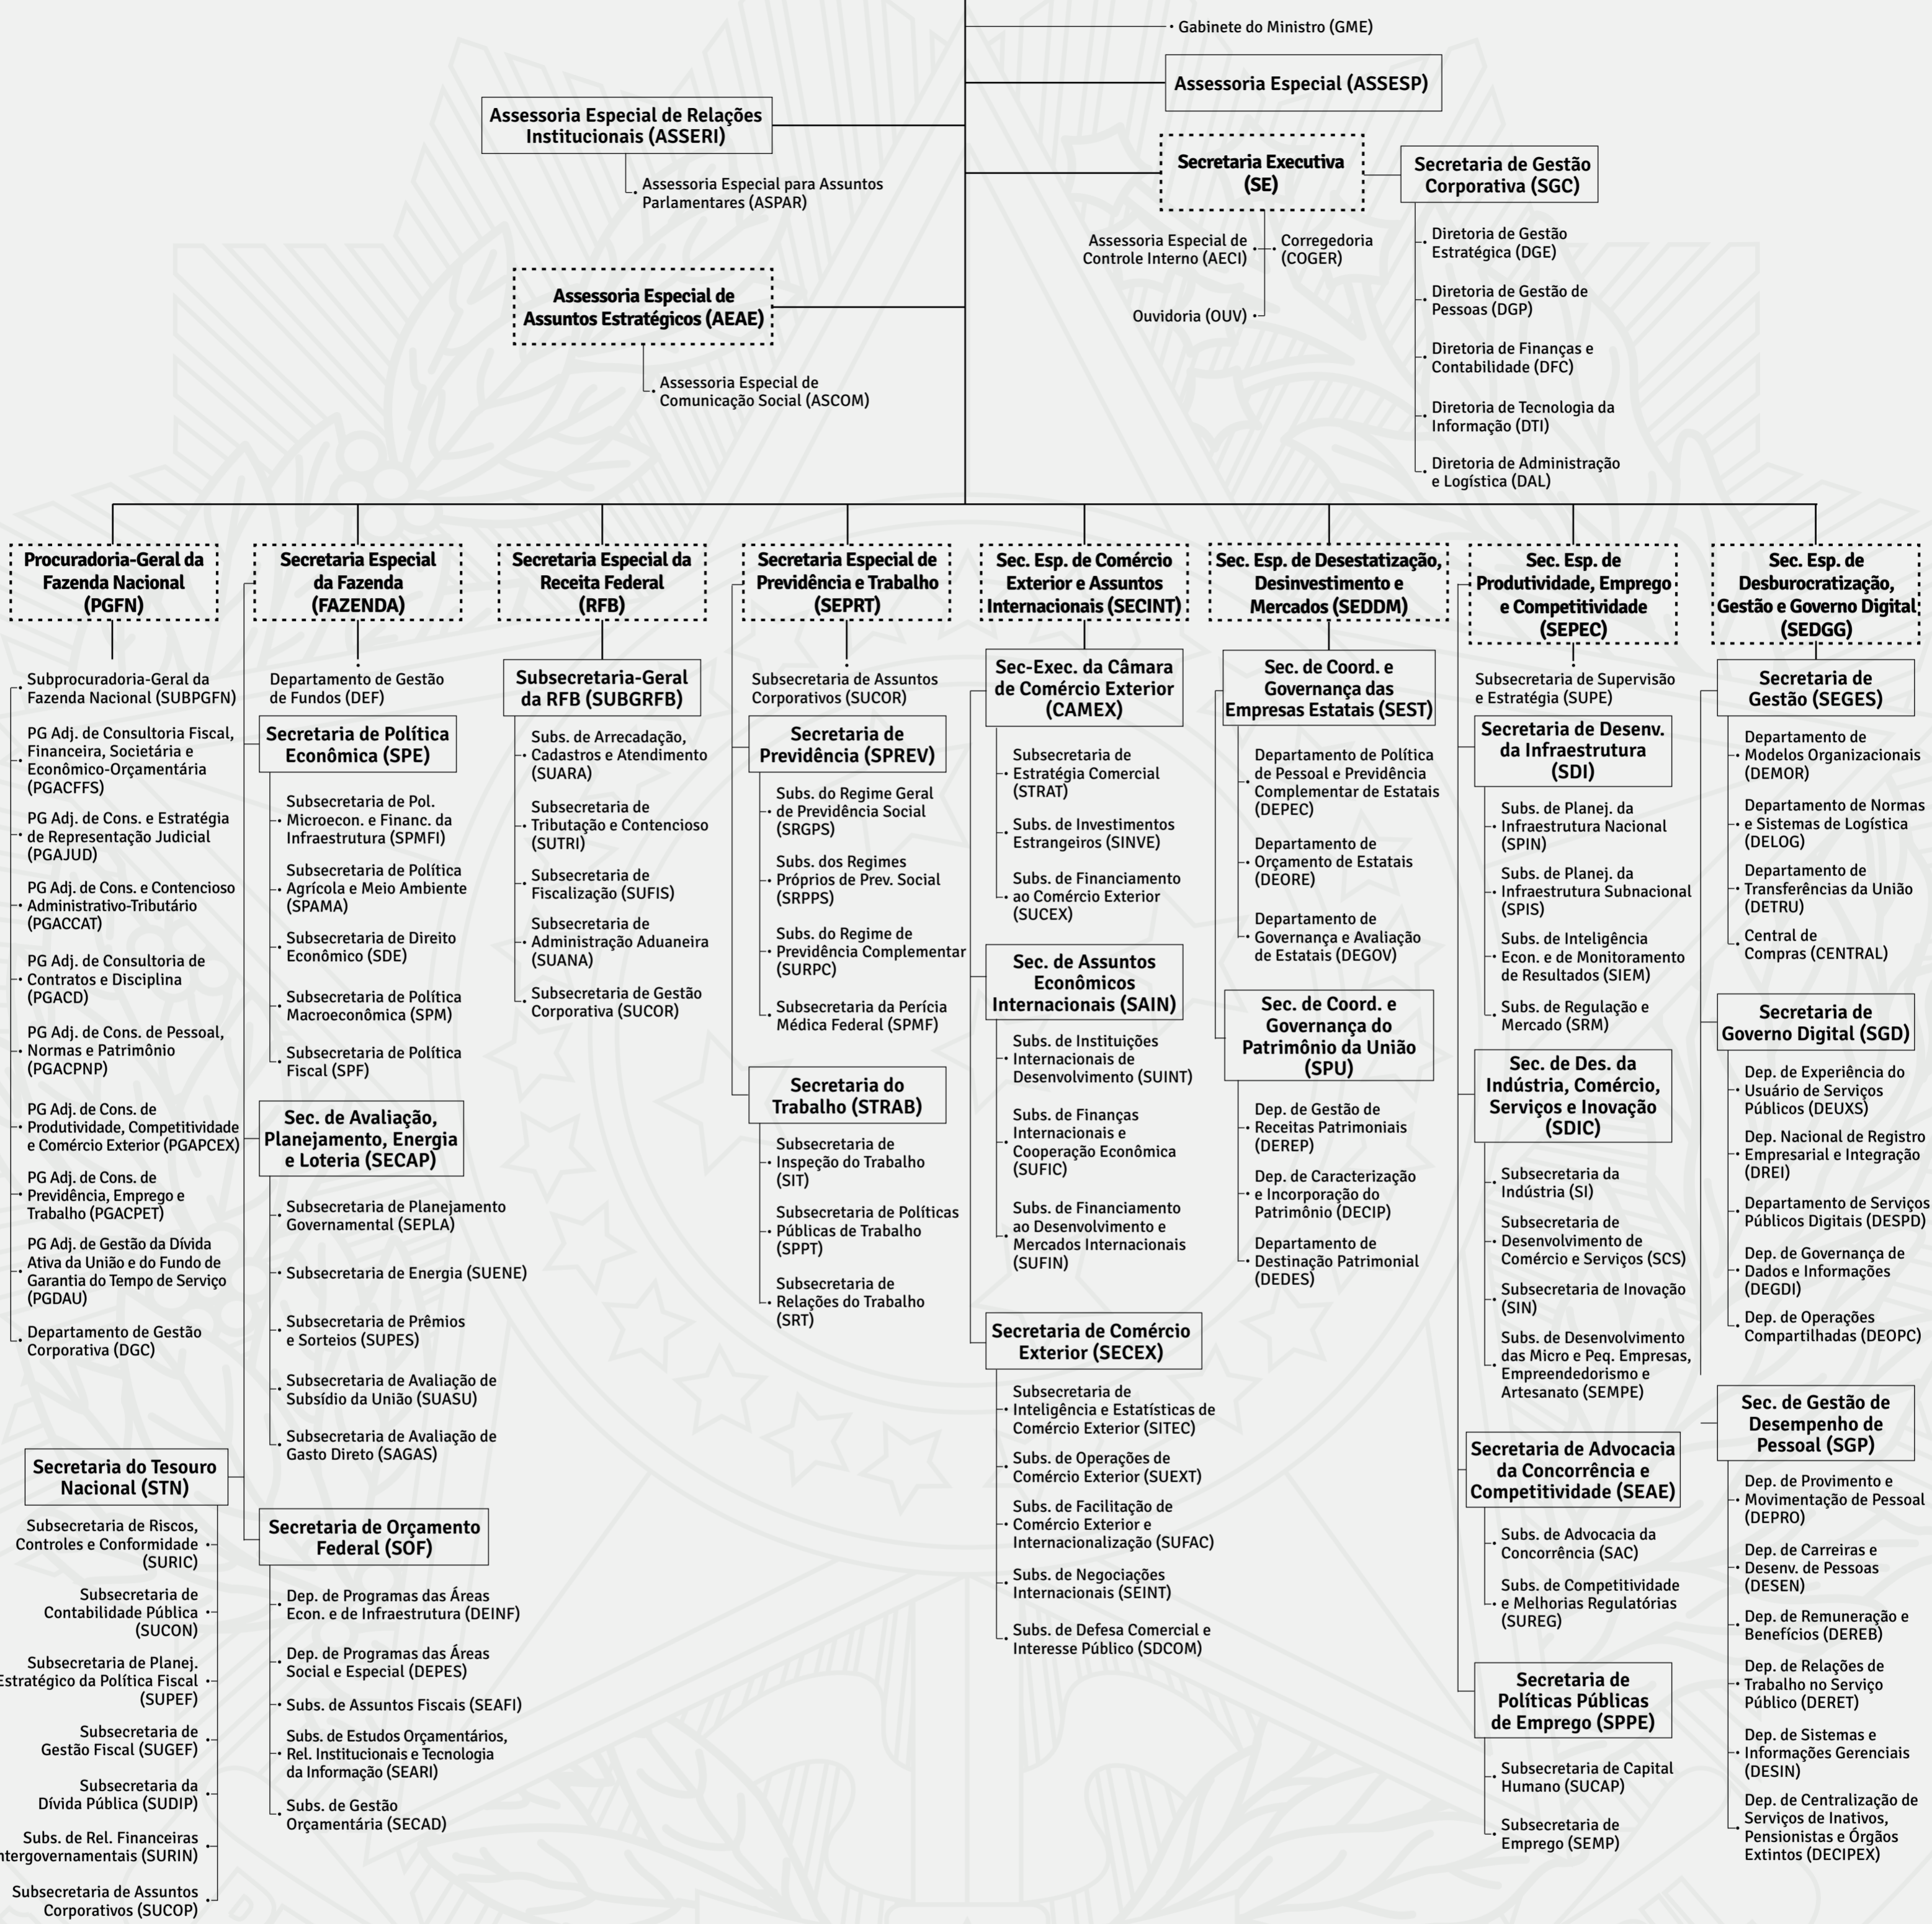 Gabinete do Ministro (GME)
Assessoria Especial (ASSESP)
Assessoria Especial de Relações
Institucionais (ASSERI)
Assessoria Especial para Assuntos
Parlamentares (ASPAR)
Secretaria Executiva
(SE)
Secretaria de Gestão
Corporativa (SGC)
Assessoria Especial de
Controle Interno (AECI)
Corregedoria
(COGER)
Ouvidoria (OUV)
Diretoria de Gestão
Estratégica (DGE)
Diretoria de Gestão de
Pessoas (DGP)
Diretoria de Finanças e
Contabilidade (DFC)
Diretoria de Tecnologia da
Informação (DTI)
Diretoria de Administração
e Logística (DAL)
Assessoria Especial de
Assuntos Estratégicos (AEAE)
Assessoria Especial de
Comunicação Social (ASCOM)
Procuradoria-Geral da
Fazenda Nacional
(PGFN)
Subprocuradoria-Geral da
Fazenda Nacional (SUBPGFN)
PG Adj. de Consultoria Fiscal,
Financeira, Societária e
Econômico-Orçamentária
(PGACFFS)
PG Adj. de Cons. e Estratégia
de Representação Judicial
(PGAJUD)
PG Adj. de Cons. e Contencioso
Administrativo-Tributário
(PGACCAT)
PG Adj. de Consultoria de
Contratos e Disciplina
(PGACD)
PG Adj. de Cons. de Pessoal,
Normas e Patrimônio
(PGACPNP)
PG Adj. de Cons. de
Produtividade, Competitividade
e Comércio Exterior (PGAPCEX)
PG Adj. de Cons. de
Previdência, Emprego e
Trabalho (PGACPET)
PG Adj. de Gestão da Dívida
Ativa da União e do Fundo de
Garantia do Tempo de Serviço
(PGDAU)
Departamento de Gestão
Corporativa (DGC)
Secretaria Especial
da Fazenda
(FAZENDA)
Departamento de Gestão
de Fundos (DEF)
Secretaria de Política
Econômica (SPE)
Subsecretaria de Pol.
Microecon. e Financ. da
Infraestrutura (SPMFI)
Subsecretaria de Política
Agrícola e Meio Ambiente
(SPAMA)
Subsecretaria de Direito
Econômico (SDE)
Subsecretaria de Política
Macroeconômica (SPM)
Subsecretaria de Política
Fiscal (SPF)
Sec. de Avaliação,
Planejamento, Energia
e Loteria (SECAP)
Subsecretaria de Planejamento
Governamental (SEPLA)
Subsecretaria de Energia (SUENE)
Subsecretaria de Prêmios
e Sorteios (SUPES)
Subsecretaria de Avaliação de
Subsídio da União (SUASU)
Subsecretaria de Avaliação de
Gasto Direto (SAGAS)
Secretaria do Tesouro
Nacional (STN)
Subsecretaria de Riscos,
Controles e Conformidade
(SURIC)
Subsecretaria de
Contabilidade Pública
(SUCON)
Subsecretaria de Planej.
Estratégico da Política Fiscal
(SUPEF)
Subsecretaria de
Gestão Fiscal (SUGEF)
Subsecretaria da
Dívida Pública (SUDIP)
Subs. de Rel. Financeiras
ntergovernamentais (SURIN)
Subsecretaria de Assuntos
Corporativos (SUCOP)
Secretaria de Orçamento
Federal (SOF)
Dep. de Programas das Áreas
Econ. e de Infraestrutura (DEINF)
Dep. de Programas das Áreas
Social e Especial (DEPES)
Subs. de Assuntos Fiscais (SEAFI)
Subs. de Estudos Orçamentários,
Rel. Institucionais e Tecnologia
da Informação (SEARI)
Subs. de Gestão
Orçamentária (SECAD)
Secretaria Especial da
Receita Federal
(RFB)
Subsecretaria-Geral
da RFB (SUBGRFB)
Subs. de Arrecadação,
Cadastros e Atendimento
(SUARA)
Subsecretaria de
Tributação e Contencioso
(SUTRI)
Subsecretaria de
Fiscalização (SUFIS)
Subsecretaria de
Administração Aduaneira
(SUANA)
Subsecretaria de Gestão
Corporativa (SUCOR)
Secretaria Especial de
Previdência e Trabalho
(SEPRT)
Subsecretaria de Assuntos
Corporativos (SUCOR)
Secretaria de
Previdência (SPREV)
Subs. do Regime Geral
de Previdência Social
(SRGPS)
Subs. dos Regimes
Próprios de Prev. Social
(SRPPS)
Subs. do Regime de
Previdência Complementar
(SURPC)
Subsecretaria da Perícia
Médica Federal (SPMF)
Secretaria do
Trabalho (STRAB)
Subsecretaria de
Inspeção do Trabalho
(SIT)
Subsecretaria de Políticas
Públicas de Trabalho
(SPPT)
Subsecretaria de
Relações do Trabalho
(SRT)
Sec. Esp. de Comércio
Exterior e Assuntos
Internacionais (SECINT)
Sec-Exec. da Câmara
de Comércio Exterior
(CAMEX)
Subsecretaria de
Estratégia Comercial
(STRAT)
Subs. de Investimentos
Estrangeiros (SINVE)
Subs. de Financiamento
ao Comércio Exterior
(SUCEX)
Sec. de Assuntos
Econômicos
Internacionais (SAIN)
Subs. de Instituições
Internacionais de
Desenvolvimento (SUINT)
Subs. de Finanças
Internacionais e
Cooperação Econômica
(SUFIC)
Subs. de Financiamento
ao Desenvolvimento e
Mercados Internacionais
(SUFIN)
Secretaria de Comércio
Exterior (SECEX)
Subsecretaria de
Inteligência e Estatísticas de
Comércio Exterior (SITEC)
Subs. de Operações de
Comércio Exterior (SUEXT)
Subs. de Facilitação de
Comércio Exterior e
Internacionalização (SUFAC)
Subs. de Negociações
Internacionais (SEINT)
Subs. de Defesa Comercial e
Interesse Público (SDCOM)
Sec. Esp. de Desestatização,
Desinvestimento e
Mercados (SEDDM)
Sec. de Coord. e
Governança das
Empresas Estatais (SEST)
Departamento de Política
de Pessoal e Previdência
Complementar de Estatais
(DEPEC)
Departamento de
Orçamento de Estatais
(DEORE)
Departamento de
Governança e Avaliação
de Estatais (DEGOV)
Sec. de Coord. e
Governança do
Patrimônio da União
(SPU)
Dep. de Gestão de
Receitas Patrimoniais
(DEREP)
Dep. de Caracterização
e Incorporação do
Patrimônio (DECIP)
Departamento de
Destinação Patrimonial
(DEDES)
Sec. Esp. de
Produtividade, Emprego
e Competitividade
(SEPEC)
Subsecretaria de Supervisão
e Estratégia (SUPE)
Secretaria de Desenv.
da Infraestrutura
(SDI)
Subs. de Planej. da
Infraestrutura Nacional
(SPIN)
Subs. de Planej. da
Infraestrutura Subnacional
(SPIS)
Subs. de Inteligência
Econ. e de Monitoramento
de Resultados (SIEM)
Subs. de Regulação e
Mercado (SRM)
Sec. de Des. da
Indústria, Comércio,
Serviços e Inovação
(SDIC)
Subsecretaria da
Indústria (SI)
Subsecretaria de
Desenvolvimento de
Comércio e Serviços (SCS)
Subsecretaria de Inovação
(SIN)
Subs. de Desenvolvimento
das Micro e Peq. Empresas,
Empreendedorismo e
Artesanato (SEMPE)
Secretaria de Advocacia
da Concorrência e
Competitividade (SEAE)
Subs. de Advocacia da
Concorrência (SAC)
Subs. de Competitividade
e Melhorias Regulatórias
(SUREG)
Secretaria de
Políticas Públicas
de Emprego (SPPE)
Subsecretaria de Capital
Humano (SUCAP)
Subsecretaria de
Emprego (SEMP)
Sec. Esp. de
Desburocratização,
Gestão e Governo Digital
(SEDGG)
Secretaria de
Gestão (SEGES)
Departamento de
Modelos Organizacionais
(DEMOR)
Departamento de Normas
e Sistemas de Logística
(DELOG)
Departamento de
Transferências da União
(DETRU)
Central de
Compras (CENTRAL)
Secretaria de
Governo Digital (SGD)
Dep. de Experiência do
Usuário de Serviços
Públicos (DEUXS)
Dep. Nacional de Registro
Empresarial e Integração
(DREI)
Departamento de Serviços
Públicos Digitais (DESPD)
Dep. de Governança de
Dados e Informações
(DEGDI)
Dep. de Operações
Compartilhadas (DEOPC)
Sec. de Gestão de
Desempenho de
Pessoal (SGP)
Dep. de Provimento e
Movimentação de Pessoal
(DEPRO)
Dep. de Carreiras e
Desenv. de Pessoas
(DESEN)
Dep. de Remuneração e
Benefícios (DEREB)
Dep. de Relações de
Trabalho no Serviço
Público (DERET)
Dep. de Sistemas e
Informações Gerenciais
(DESIN)
Dep. de Centralização de
Serviços de Inativos,
Pensionistas e Órgãos
Extintos (DECIPEX)